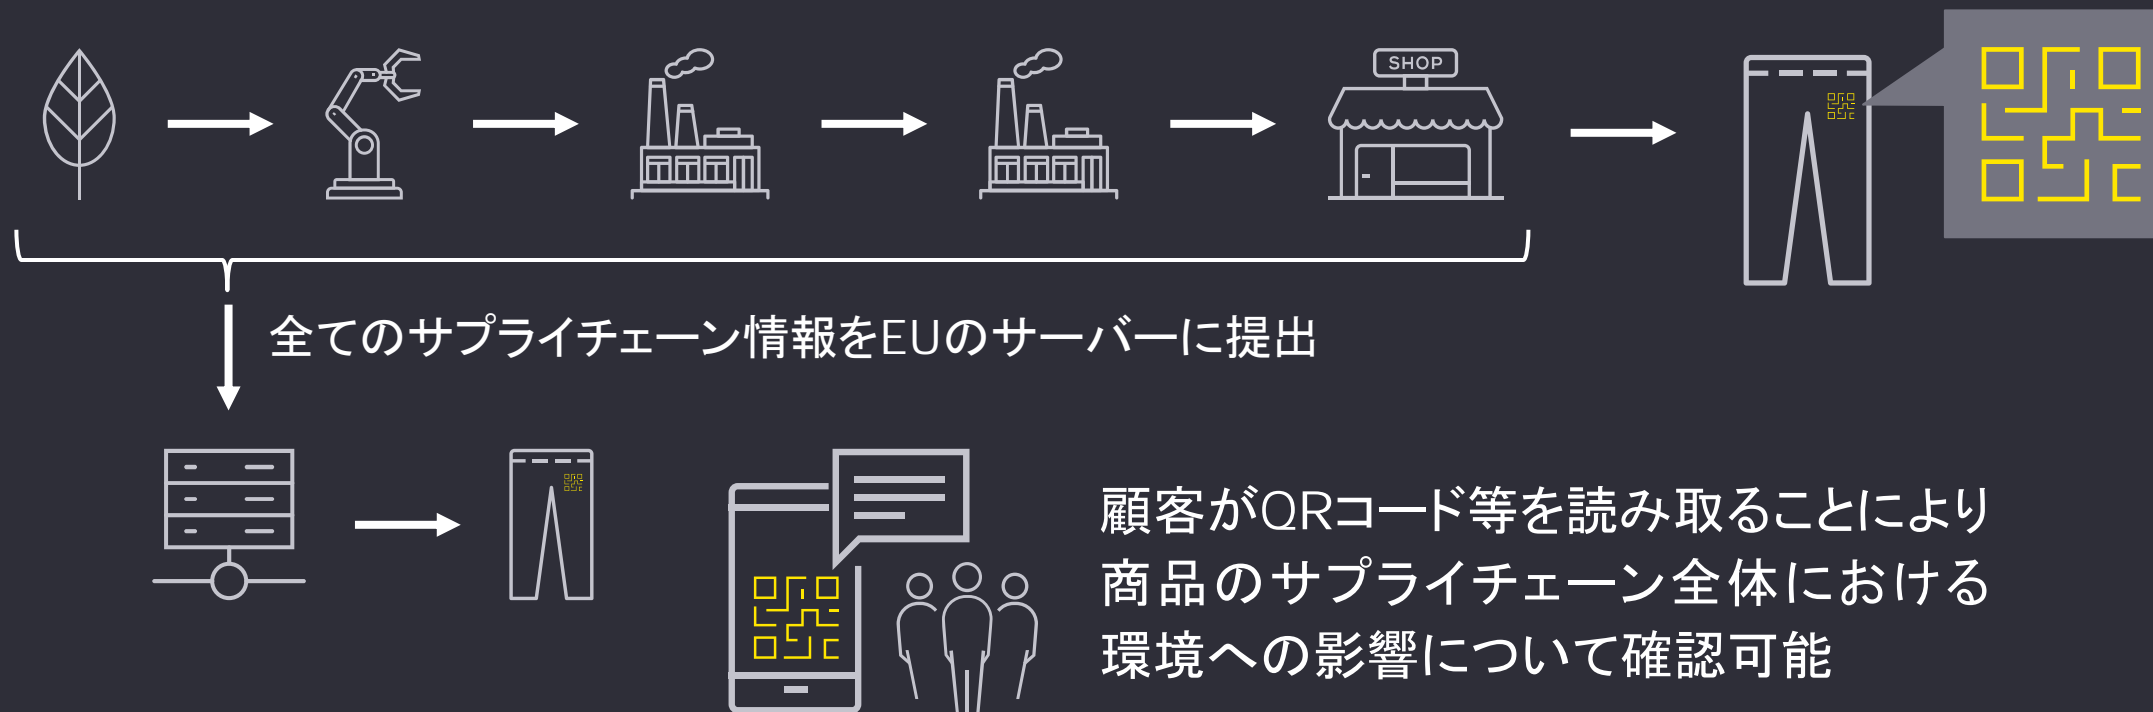 SHOP
全てのサプライチェーン情報をEUのサーバーに提出
顧客がQRコード等を読み取ることにより
商品のサプライチェーン全体における
環境への影響について確認可能